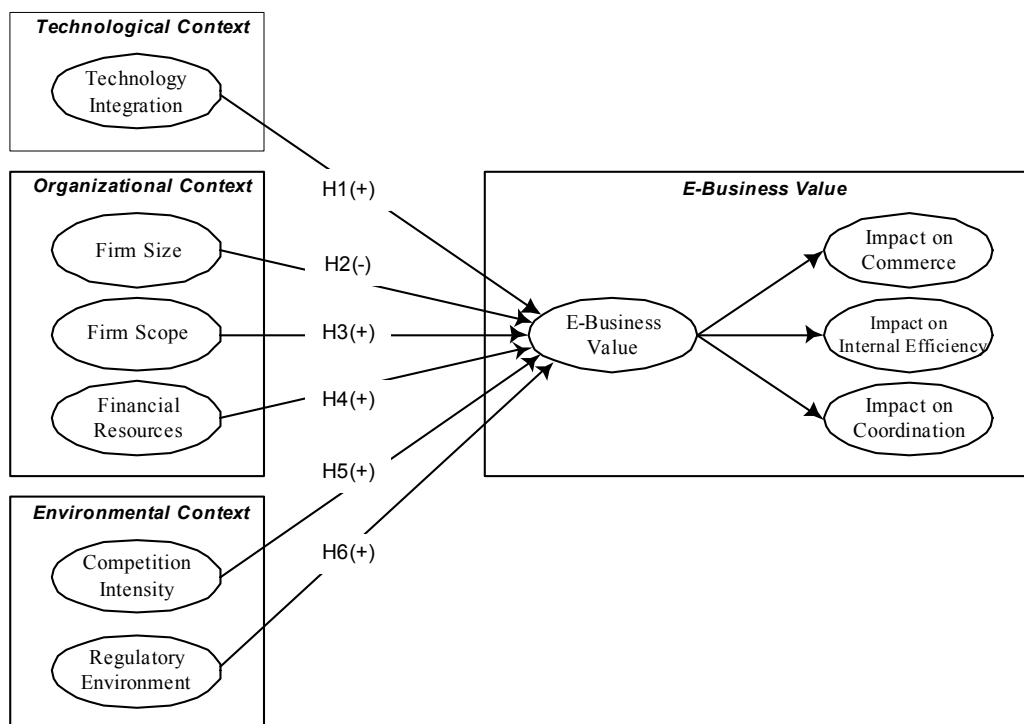 Technological Context
Technology
Integration
Organizational Context
Firm Size
Firm Scope
Financial
Resources
Environmental Context
Competition
Intensity
Regulatory
Environment
H1(+)
H2(-)
H3(+)
H4(+)
H5(+)
H6(+)
E-Business Value
E-Business
Value
Impact on
Commerce
Impact on
Internal Efficiency
Impact on
Coordination